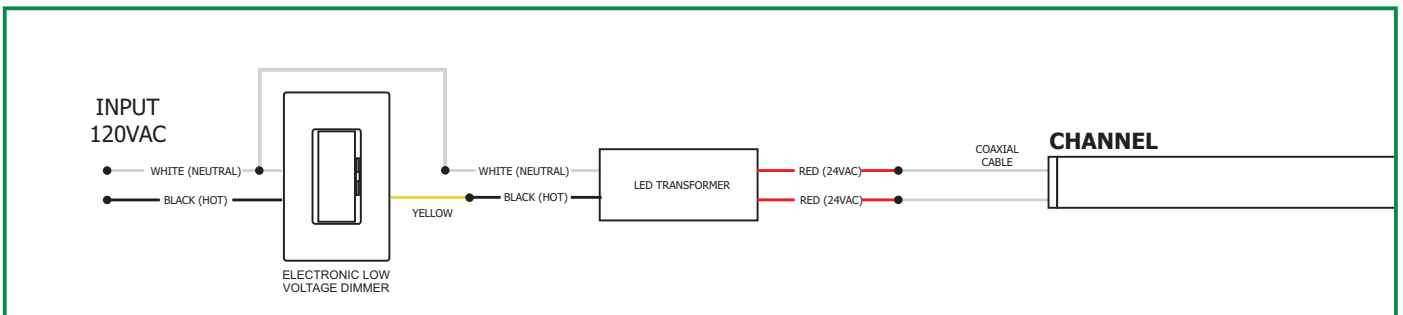 INPUT
120VAC
WHITE (NEUTRAL)
BLACK (HOT)
ELECTRONIC LOW
VOLTAGE DIMMER
YELLOW
WHITE (NEUTRAL)
BLACK (HOT)
LED TRANSFORMER
RED (24VAC)
RED (24VAC)
COAXIAL
CABLE
CHANNEL